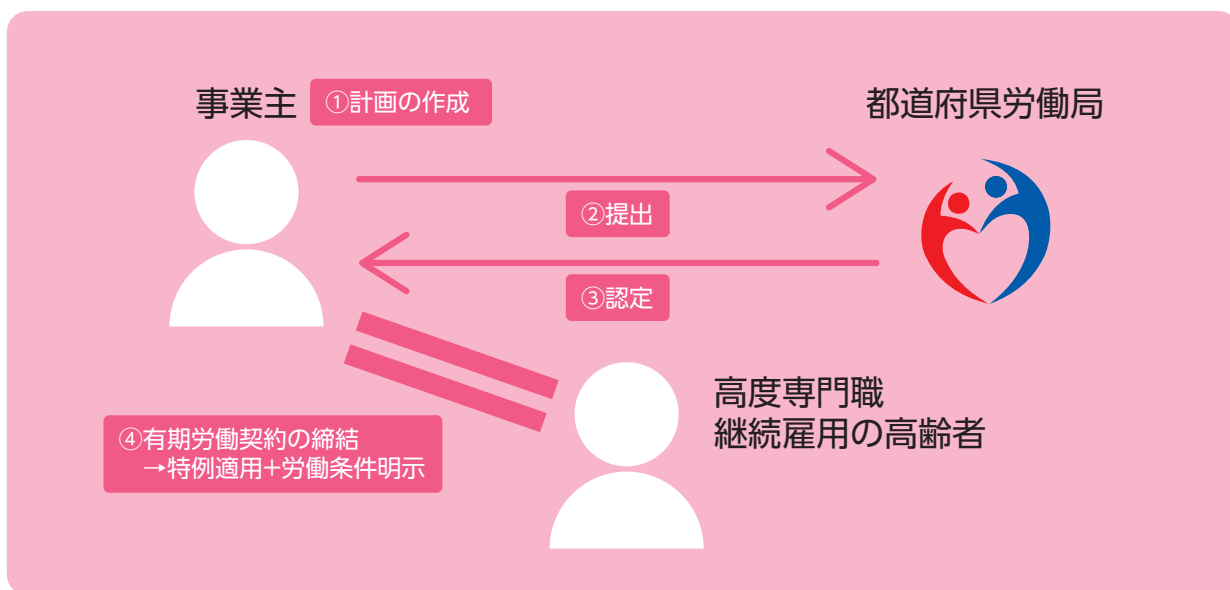 事業主
①計画の作成
都道府県労働局
②提出
③認定
高度専門職
継続雇用の高齢者
④有期労働契約の締結
→特例適用+労働条件明示